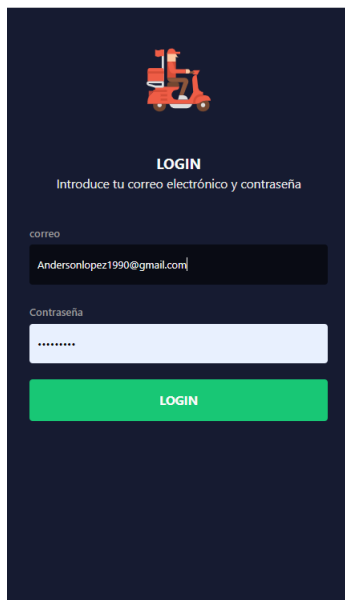 LOGIN
Introduce tu correo electrónico y contraseña
correo
Andersonlopez1990@gmail.com
Contraseña
•••••••••
LOGIN